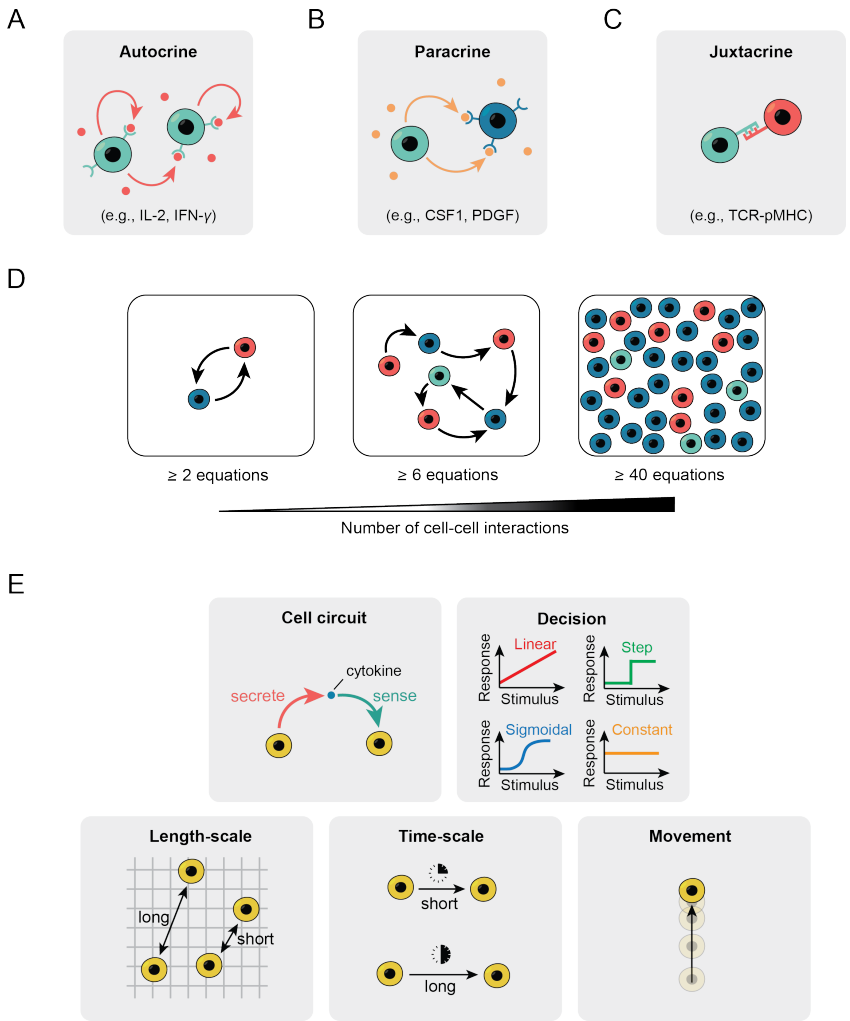 A
B
C
Autocrine
Paracrine
Juxtacrine
(e.g., IL-2, IFN-γ)
(e.g., CSF1, PDGF)
(e.g., TCR-pMHC)
D
≥ 2 equations
≥ 6 equations
≥ 40 equations
Number of cell-cell interactions
E
Cell circuit
cytokine
secrete
sense
Decision
Response
Linear
Stimulus
Response
Step
Stimulus
Response
Sigmoidal
Stimulus
Response
Constant
Stimulus
Length-scale
long
short
Time-scale
short
long
Movement